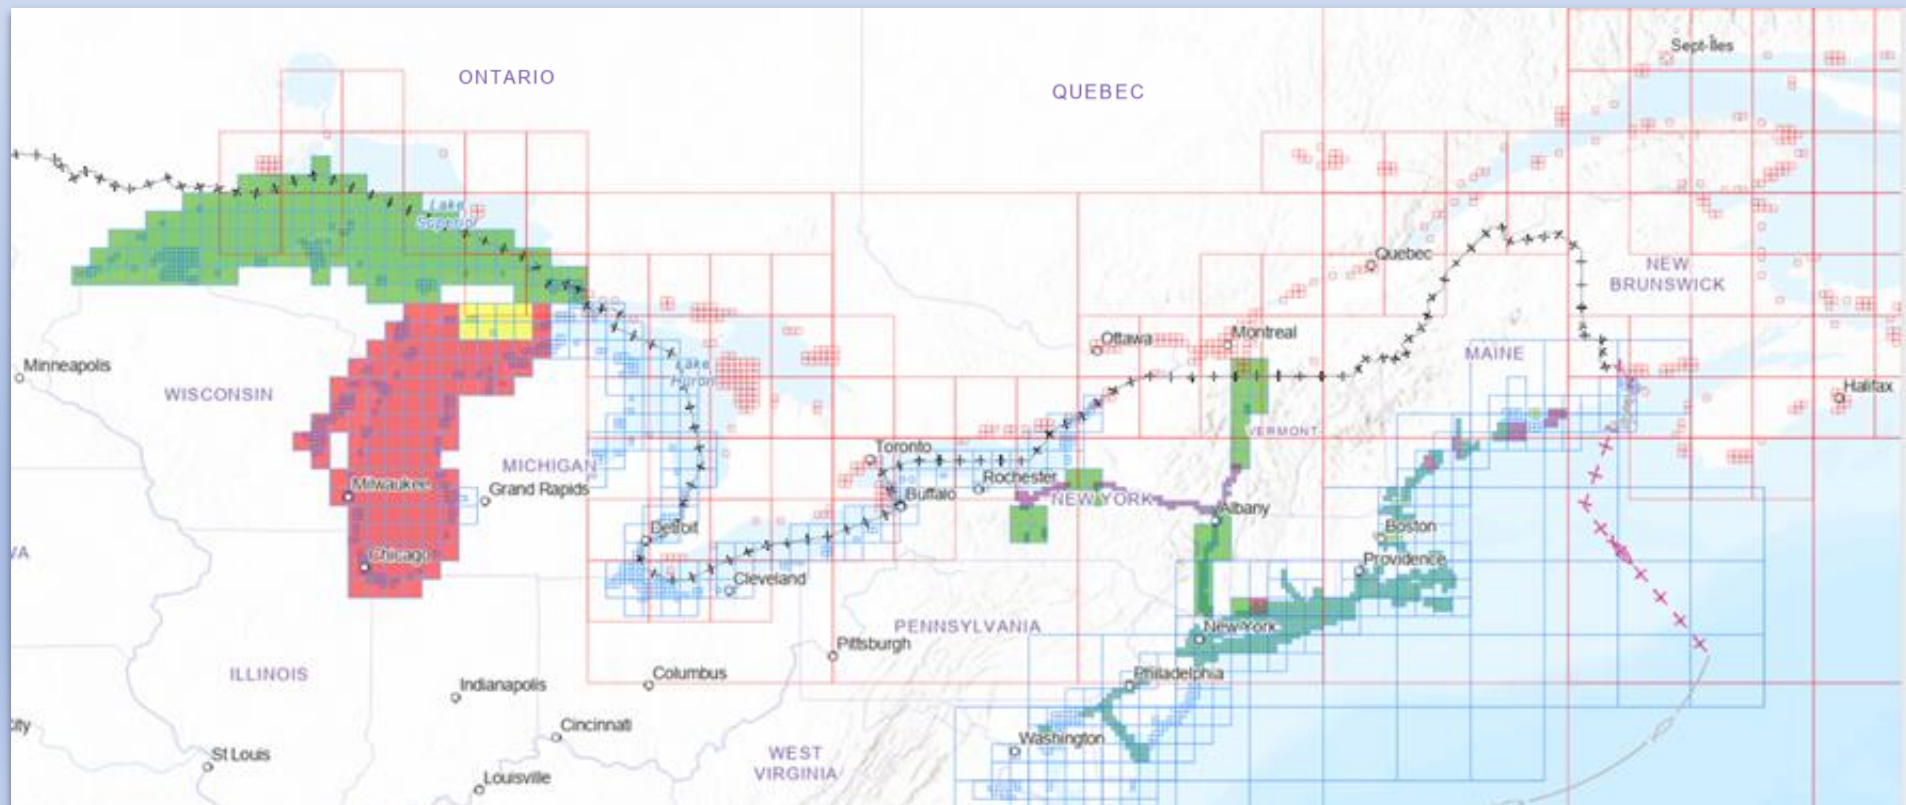 Sept-Îles
ONTARIO
QUEBEC
Lake
Superior
Quebec
NEW
BRUNSWICK
Ottawa
Montreal
MAINE
Minneapolis
Lake
Huron
WISCONSIN
Halifax
VERMONT
Toronto
MICHIGAN
Milwaukee
Grand Rapids
Rochester
Buffalo
NEW YORK
Albany
Detroit
Boston
Chicago
Providence
Cleveland
PENNSYLVANIA
New York
Pittsburgh
ILLINOIS
Columbus
Philadelphia
Indianapolis
Cincinnati
Washington
St Louis
WEST
VIRGINIA
Louisville